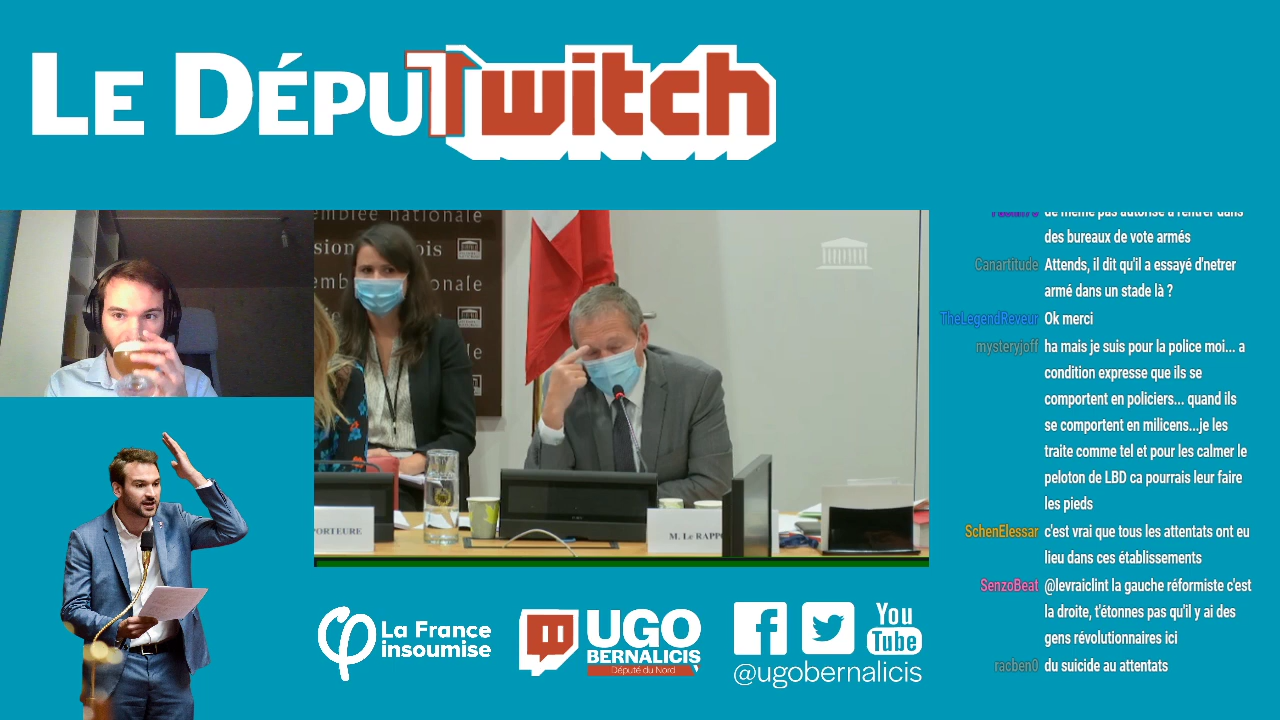 LE DÉPUTwitch
emblée nationale
sion
ois
emb
ationale
le
PORTEURE
M. LE RAPPO
de même pas autorisé à rentrer dans
des bureaux de vote armés
Canartitude Attends, il dit qu'il a essayé d'netrer
armé dans un stade là ?
TheLegendReveur Ok merci
mysteryjoff ha mais je suis pour la police moi... a
condition expresse que ils se
comportent en policiers... quand ils
se comportent en milicens...je les
traite comme tel et pour les calmer le
peloton de LBD ca pourrais leur faire
les pieds
SchenElessar c'est vrai que tous les attentats ont eu
lieu dans ces établissements
SenzoBeat @levraiclint la gauche réformiste c'est
la droite, t'étonnes pas qu'il y ai des
gens révolutionnaires ici
racben0 du suicide au attentats
La France
insoumise
UGO
BERNALICIS
Député du Nord
You
Tube
@ugobernalicis